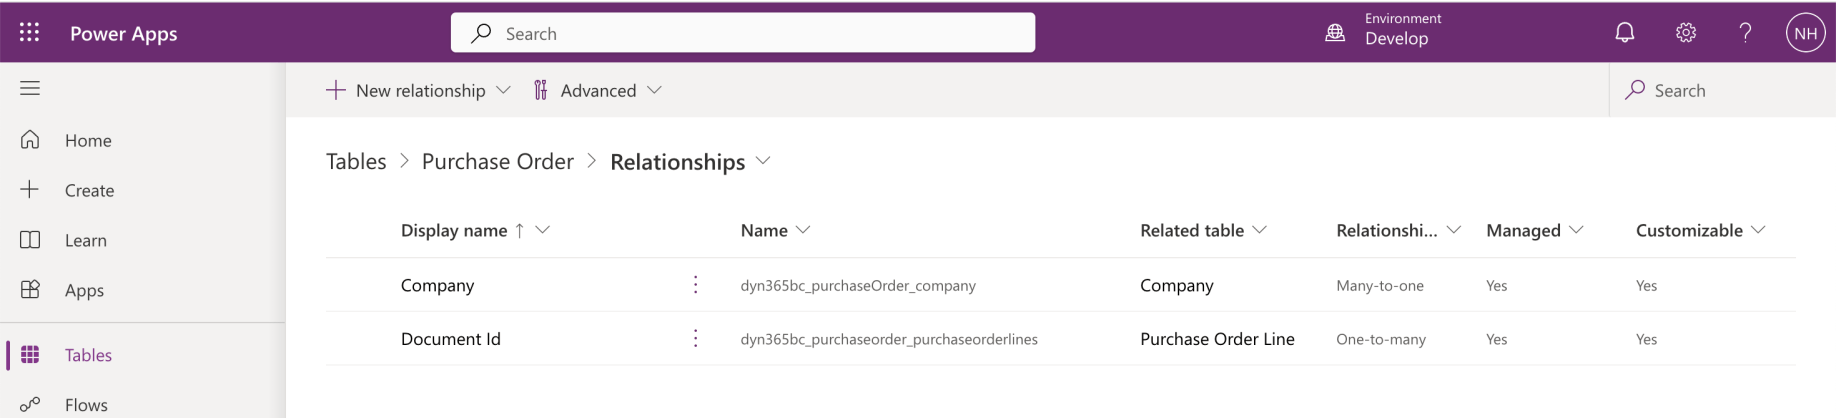 Power Apps
Search
Environment
Develop
?
NH
New relationship
Advanced
Search
Home
Create
Learn
Apps
Tables
Flows
Tables > Purchase Order > Relationships
Display name ↑ Name Related table Relationshi... Managed Customizable
Company dyn365bc_purchaseOrder_company Company Many-to-one Yes Yes
Document Id dyn365bc_purchaseorder_purchaseorderlines Purchase Order Line One-to-many Yes Yes